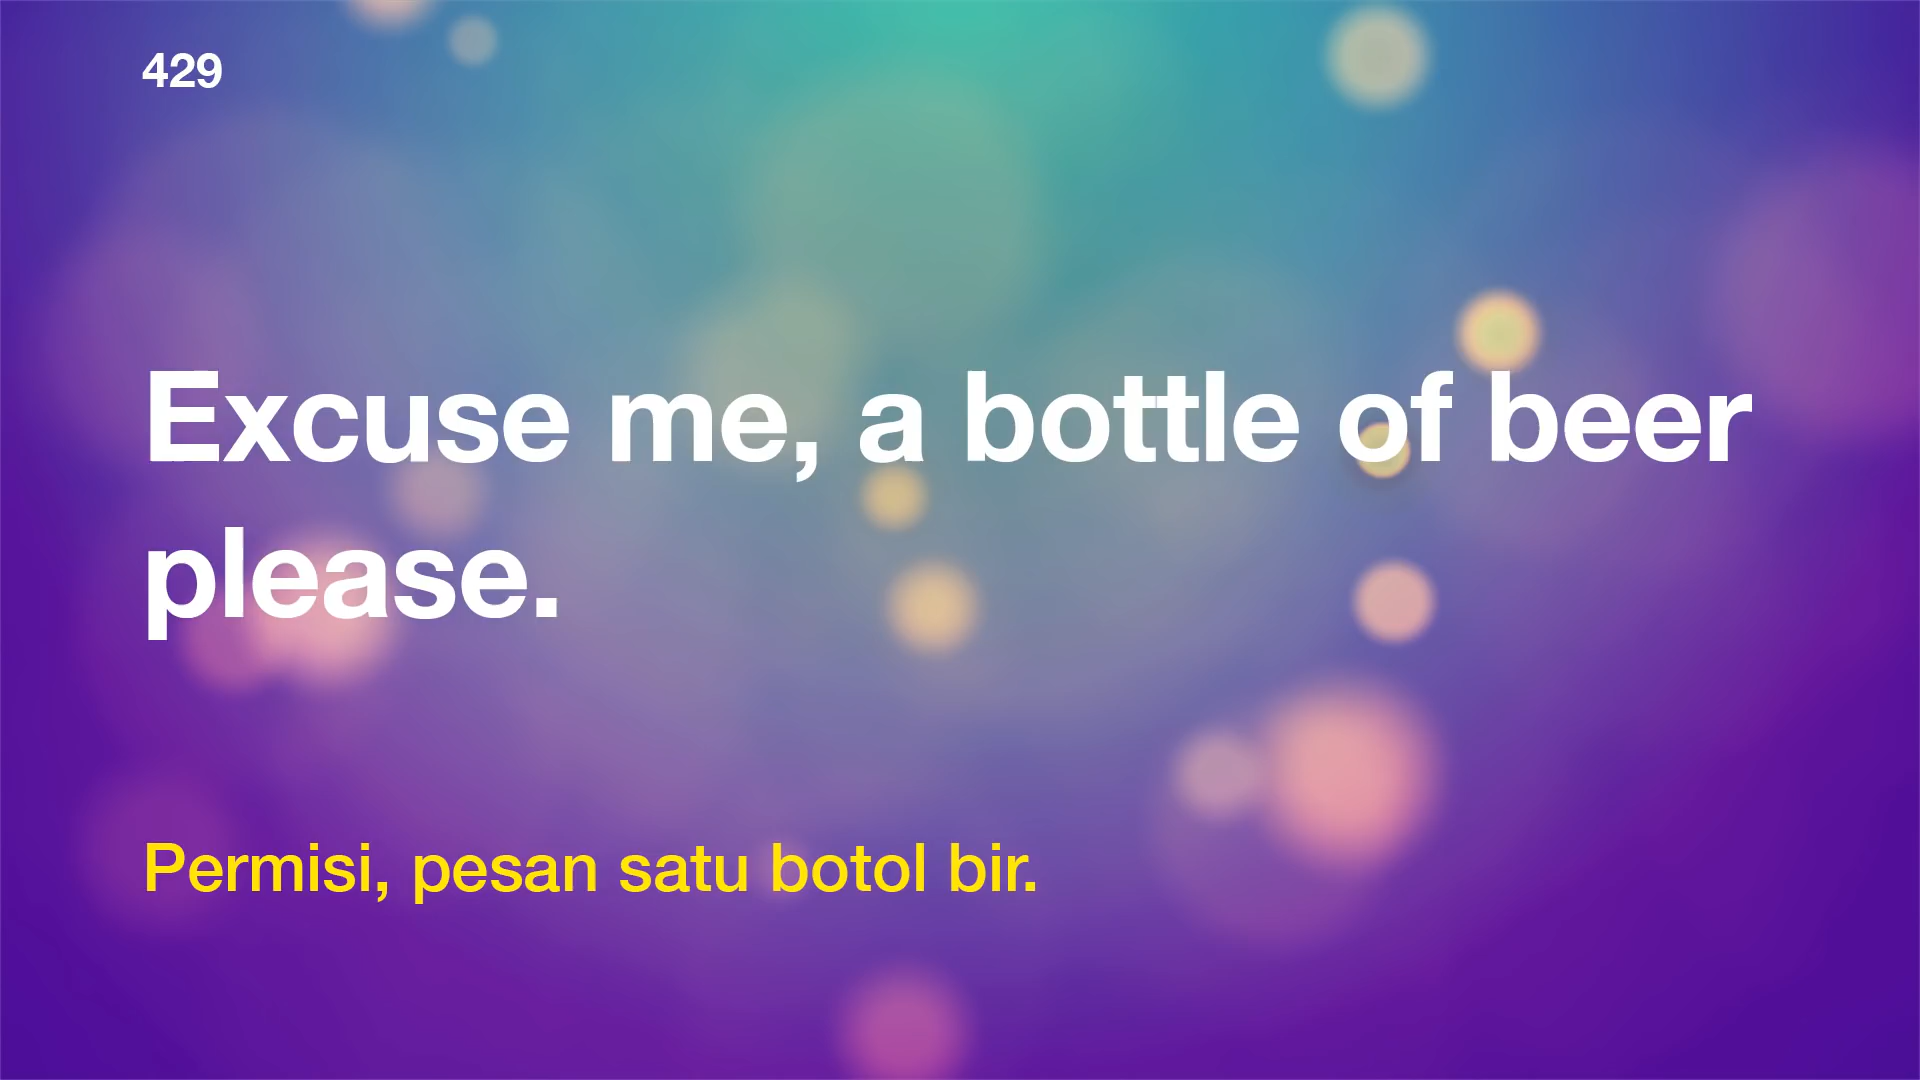 429
Excuse me, a bottle of beer
please.
Permisi, pesan satu botol bir.